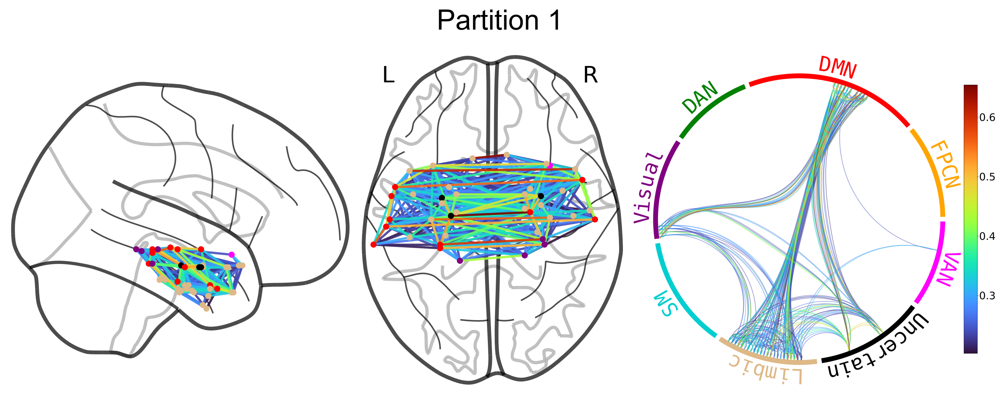 Partition 1
L
R
DMN
DAN
FPCN
Visual
VAN
SM
Uncertain
Limbic
0.6
0.5
0.4
0.3